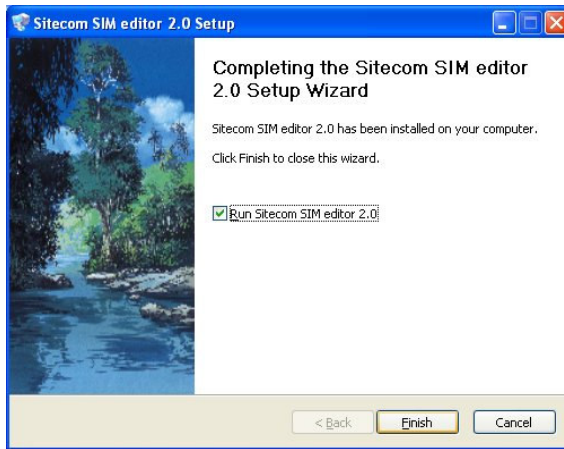 Sitecom SIM editor 2.0 Setup
Completing the Sitecom SIM editor
2.0 Setup Wizard
Sitecom SIM editor 2.0 has been installed on your computer.
Click Finish to close this wizard.
Run Sitecom SIM editor 2.0
< Back Finish Cancel